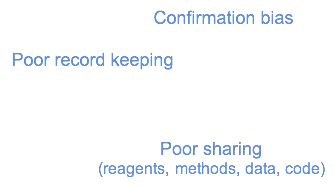 Confirmation bias
Poor record keeping
Poor sharing
(reagents, methods, data, code)